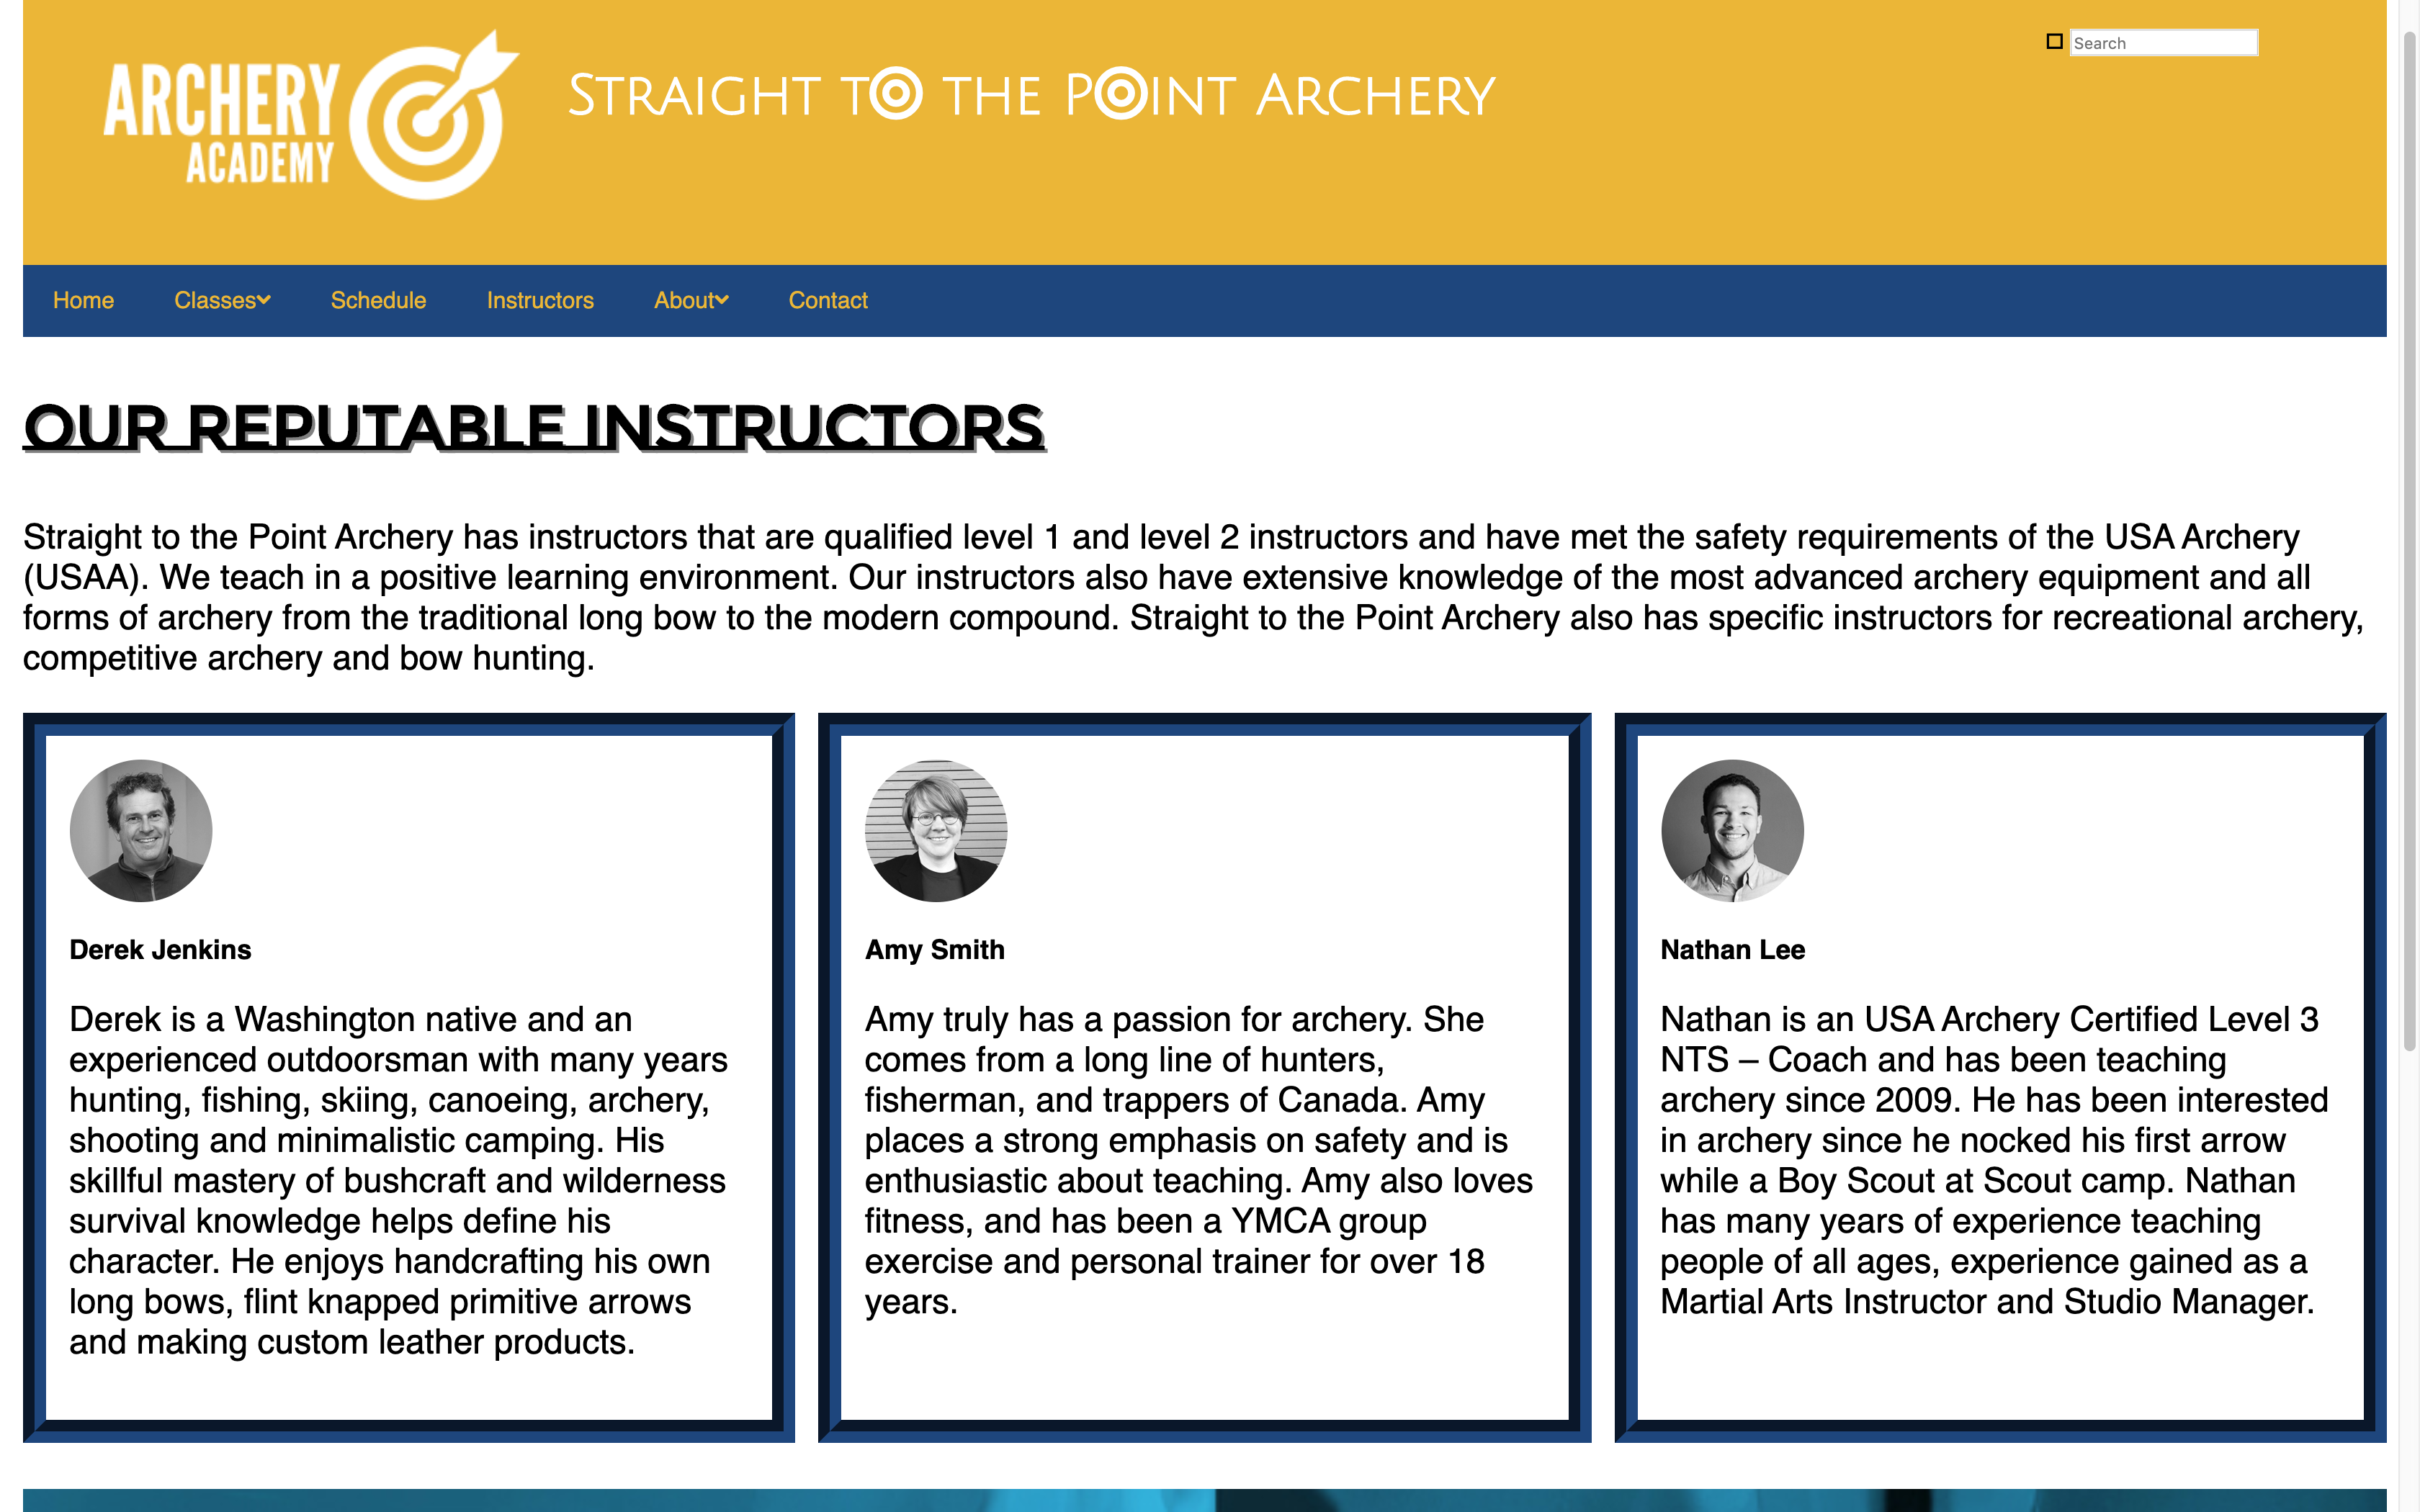 ARCHERY
ACADEMY
Straight to the Point Archery
Search
Home Classes Schedule Instructors About Contact
OUR REPUTABLE INSTRUCTORS
Straight to the Point Archery has instructors that are qualified level 1 and level 2 instructors and have met the safety requirements of the USA Archery
(USAA). We teach in a positive learning environment. Our instructors also have extensive knowledge of the most advanced archery equipment and all
forms of archery from the traditional long bow to the modern compound. Straight to the Point Archery also has specific instructors for recreational archery,
competitive archery and bow hunting.
Derek Jenkins
Derek is a Washington native and an
experienced outdoorsman with many years
hunting, fishing, skiing, canoeing, archery,
shooting and minimalistic camping. His
skillful mastery of bushcraft and wilderness
survival knowledge helps define his
character. He enjoys handcrafting his own
long bows, flint knapped primitive arrows
and making custom leather products.
Amy Smith
Amy truly has a passion for archery. She
comes from a long line of hunters,
fisherman, and trappers of Canada. Amy
places a strong emphasis on safety and is
enthusiastic about teaching. Amy also loves
fitness, and has been a YMCA group
exercise and personal trainer for over 18
years.
Nathan Lee
Nathan is an USA Archery Certified Level 3
NTS – Coach and has been teaching
archery since 2009. He has been interested
in archery since he nocked his first arrow
while a Boy Scout at Scout camp. Nathan
has many years of experience teaching
people of all ages, experience gained as a
Martial Arts Instructor and Studio Manager.